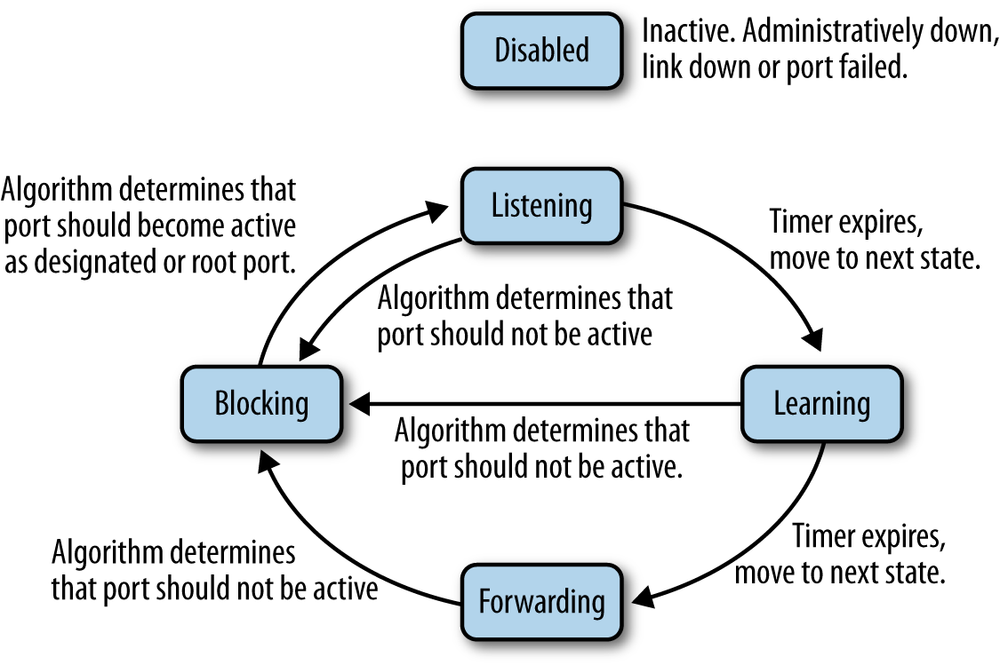 Disabled
Inactive. Administratively down,
link down or port failed.
Algorithm determines that
port should become active
as designated or root port.
Listening
Timer expires,
move to next state.
Algorithm determines that
port should not be active
Blocking
Learning
Algorithm determines that
port should not be active.
Algorithm determines
that port should not be active
Forwarding
Timer expires,
move to next state.